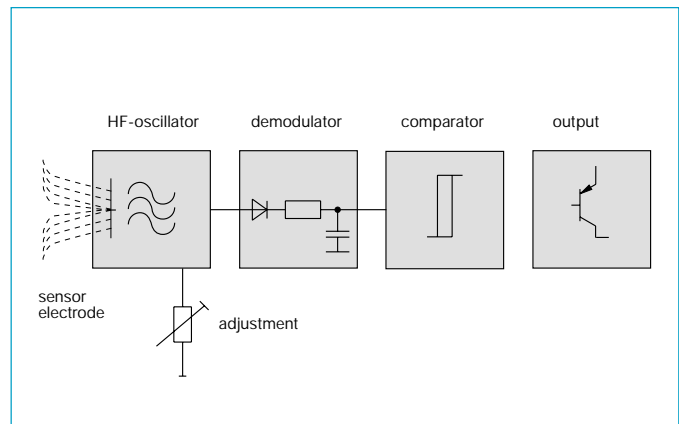 HF-oscillator
demodulator
comparator
output
sensor
electrode
adjustment